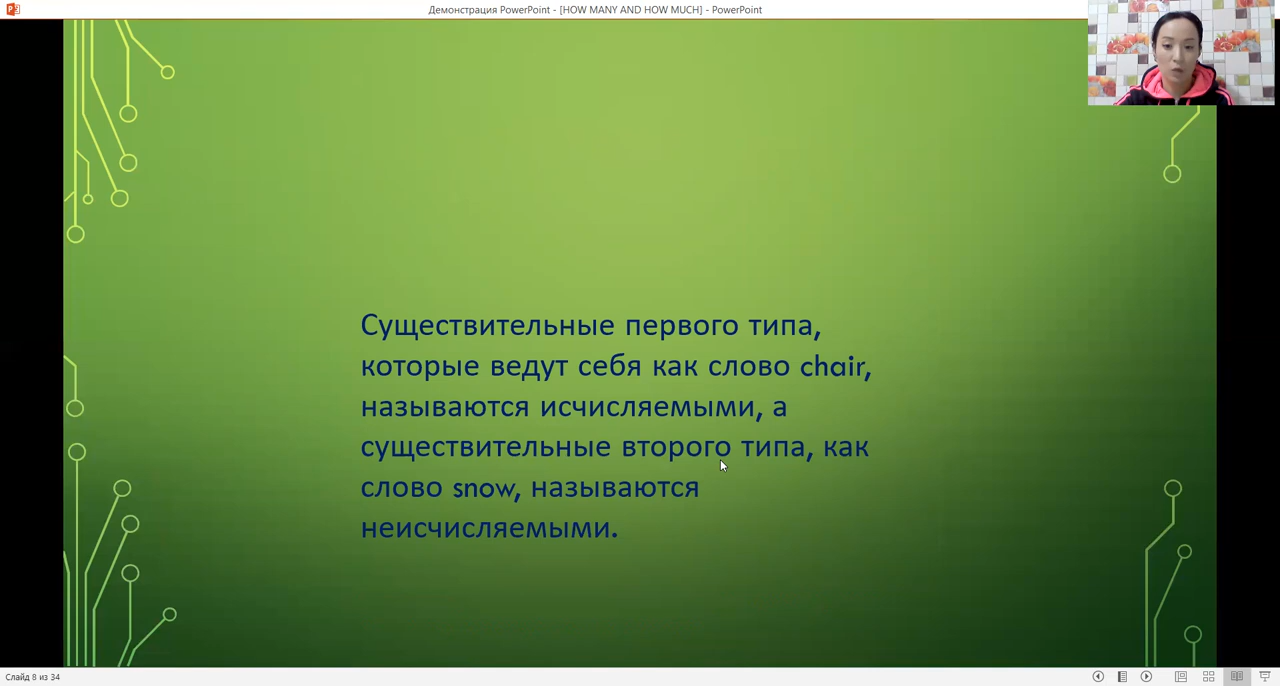 Демонстрация PowerPoint - [HOW MANY AND HOW MUCH] - PowerPoint
Существительные первого типа,
которые ведут себя как слово chair,
называются исчисляемыми, а
существительные второго типа, как
слово snow, называются
неисчисляемыми.
Слайд 8 из 34